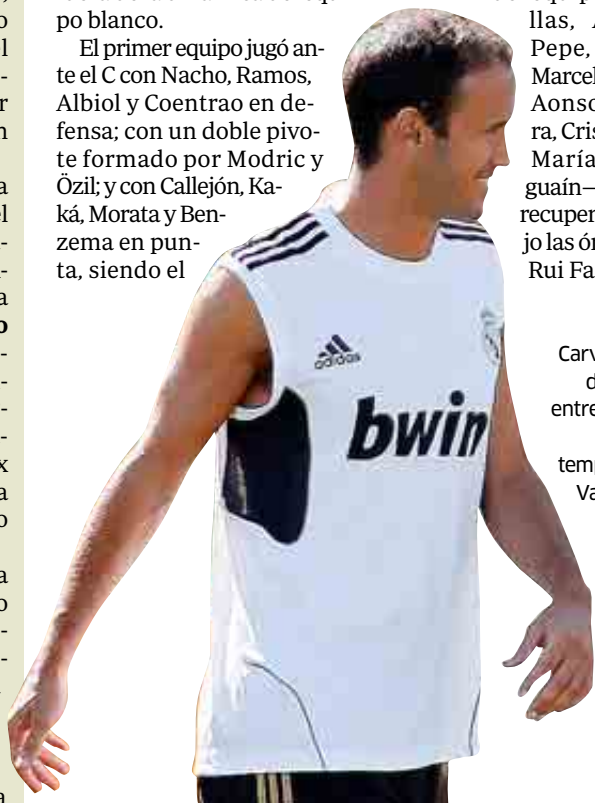 po blanco.
El primer equipo jugó an-
te el C con Nacho, Ramos,
Albiol y Coentrao en de-
fensa; con un doble pivo-
te formado por Modric y
Özil; y con Callejón, Ka-
ká, Morata y Ben-
zema en pun-
ta, siendo el
llas,
Pepe,
Marcel
Aonso
ra, Cris
María
guaín—
recuper
jo las ór
Rui Fa
Carv
d
entre
temp
Va
adidas
bwin